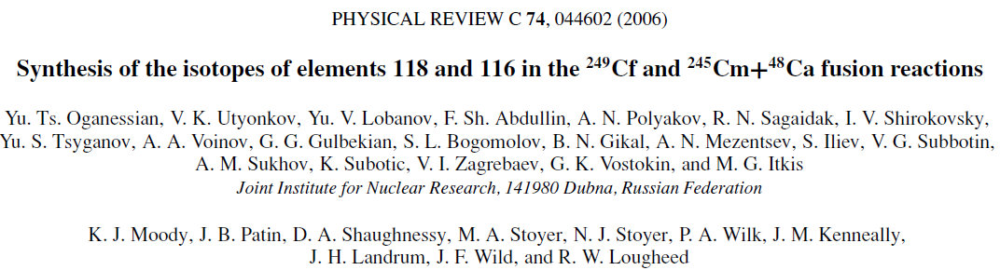 PHYSICAL REVIEW C 74, 044602 (2006)
Synthesis of the isotopes of elements 118 and 116 in the ²⁴⁹Cf and ²⁴⁵Cm+⁴⁸Ca fusion reactions
Yu. Ts. Oganessian, V. K. Utyonkov, Yu. V. Lobanov, F. Sh. Abdullin, A. N. Polyakov, R. N. Sagaidak, I. V. Shirokovsky,
Yu. S. Tsyganov, A. A. Voinov, G. G. Gulbekian, S. L. Bogomolov, B. N. Gikal, A. N. Mezentsev, S. Iliev, V. G. Subbotin,
A. M. Sukhov, K. Subotic, V. I. Zagrebaev, G. K. Vostokin, and M. G. Itkis
Joint Institute for Nuclear Research, 141980 Dubna, Russian Federation
K. J. Moody, J. B. Patin, D. A. Shaughnessy, M. A. Stoyer, N. J. Stoyer, P. A. Wilk, J. M. Kenneally,
J. H. Landrum, J. F. Wild, and R. W. Lougheed